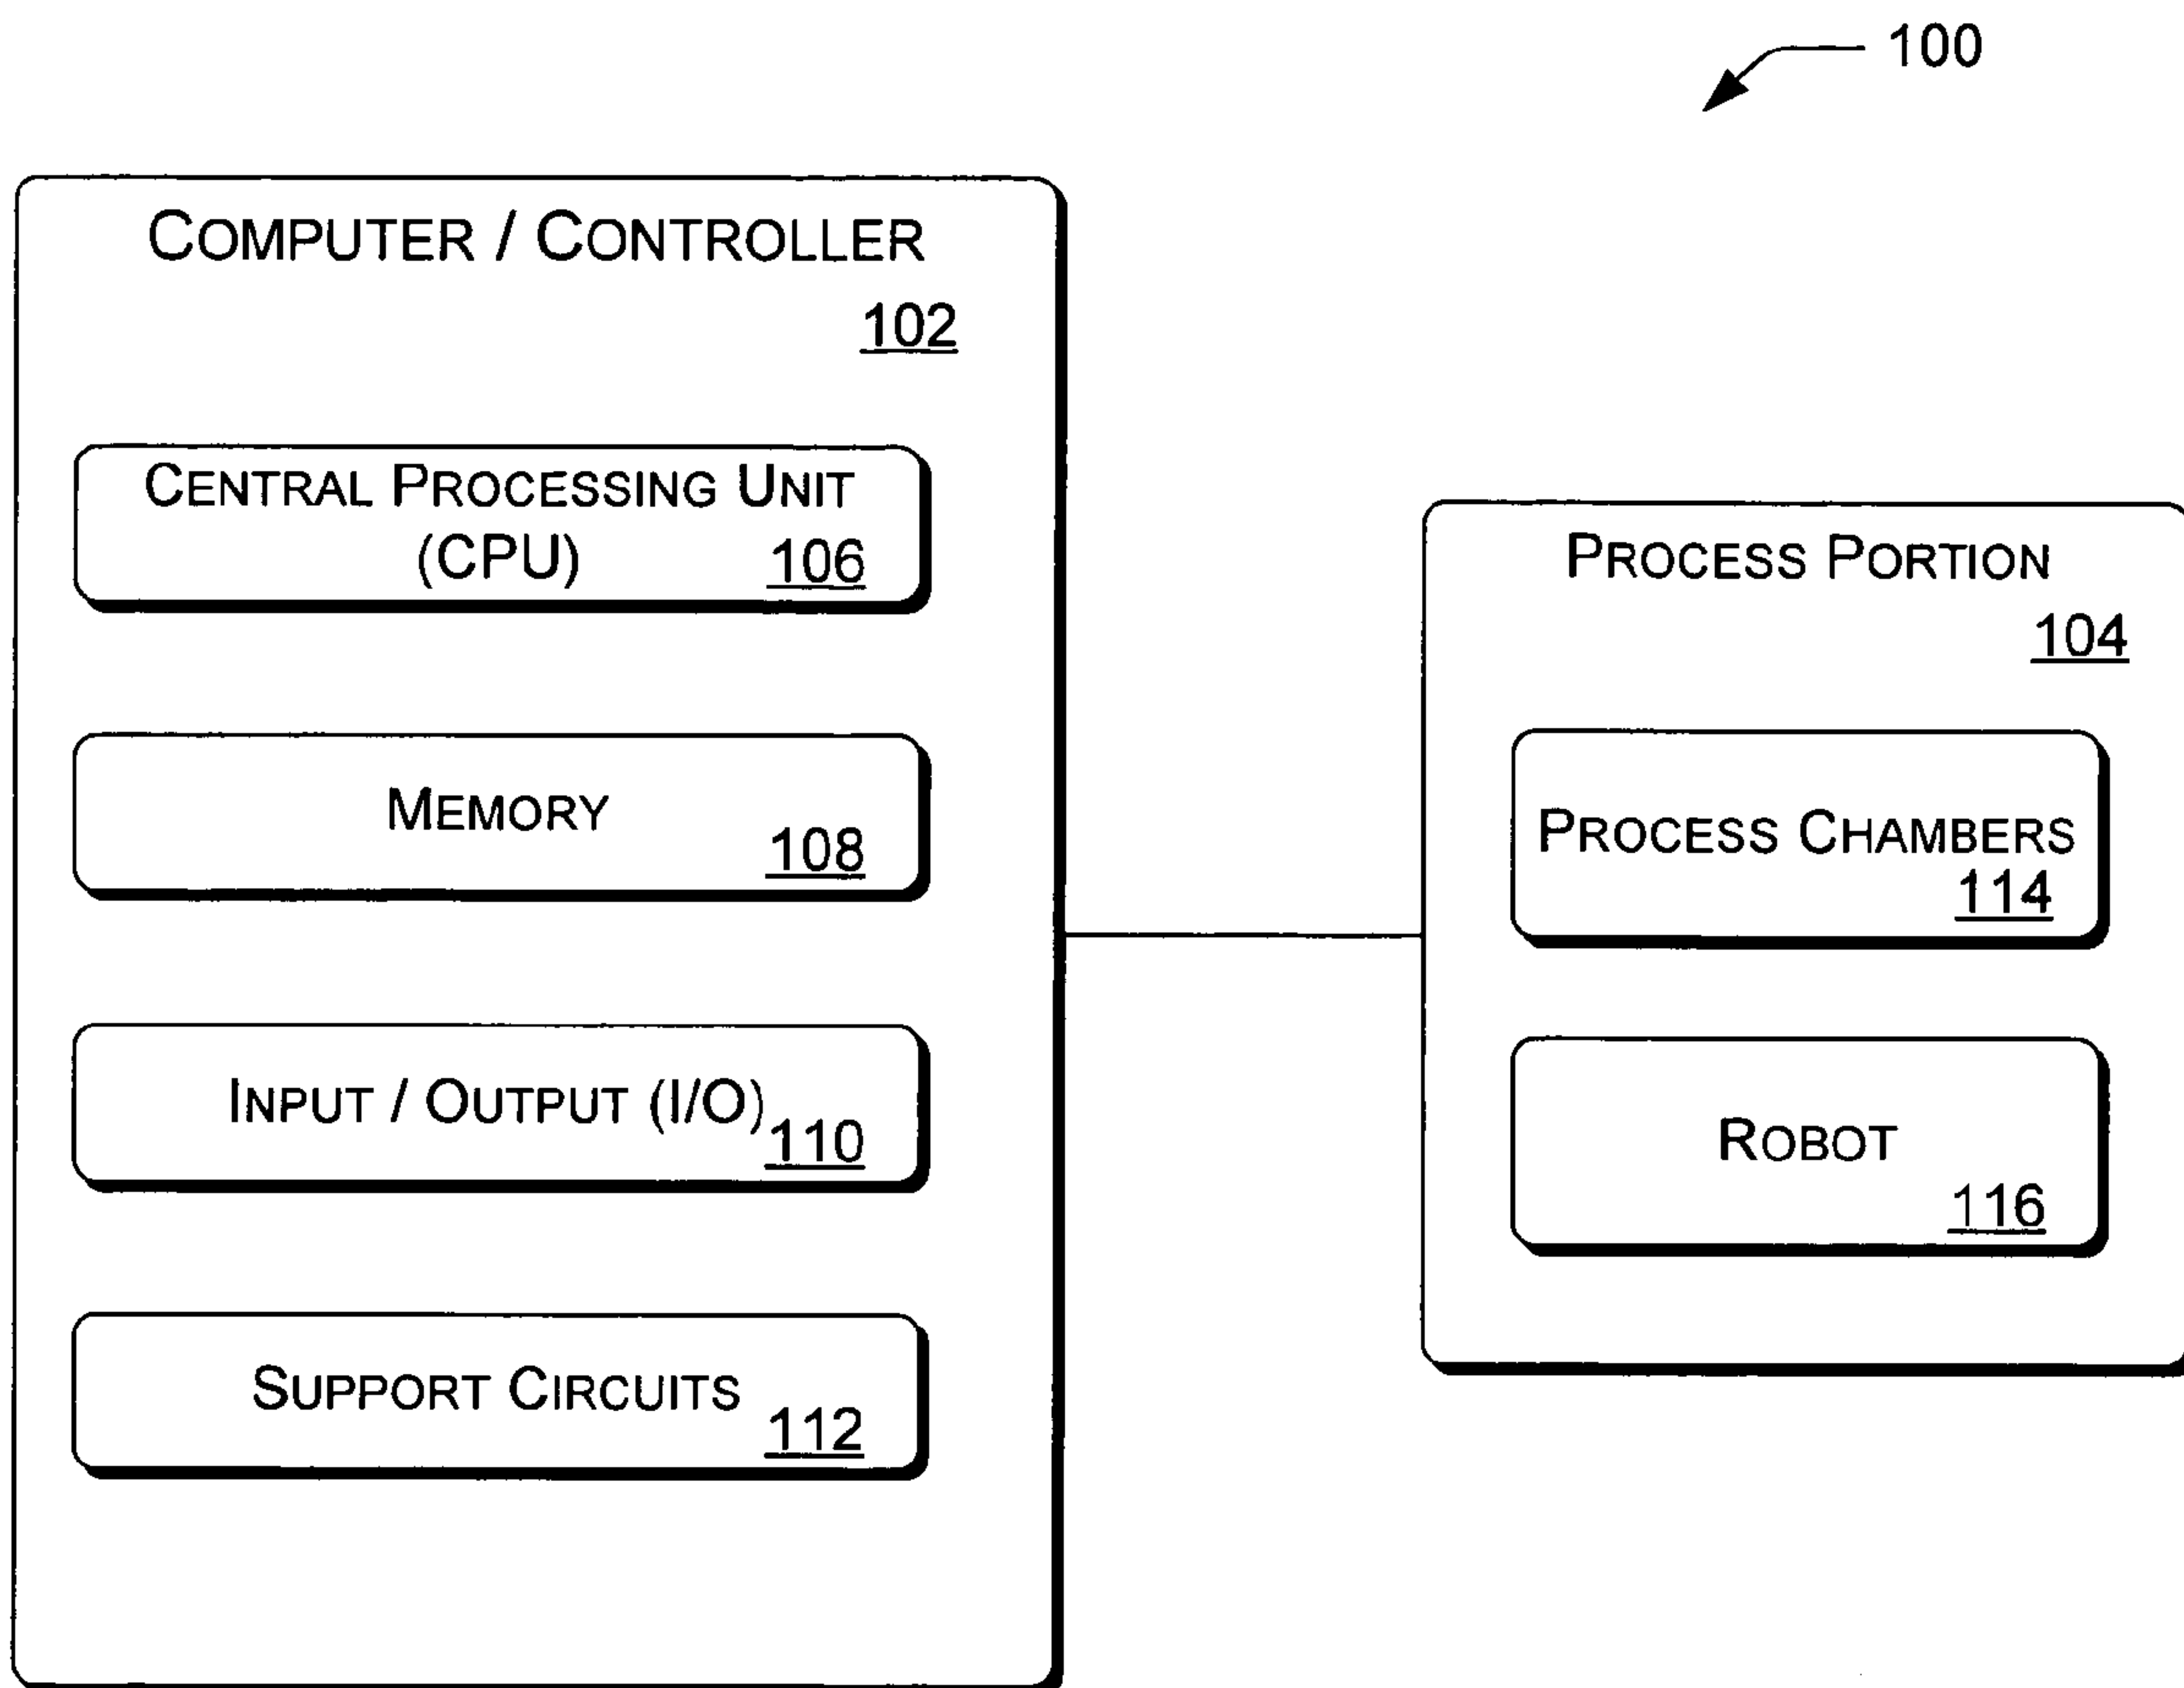 100
COMPUTER / CONTROLLER
102
CENTRAL PROCESSING UNIT
(CPU) 106
MEMORY
108
INPUT / OUTPUT (I/O)
110
SUPPORT CIRCUITS
112
PROCESS PORTION
104
PROCESS CHAMBERS
114
ROBOT
116